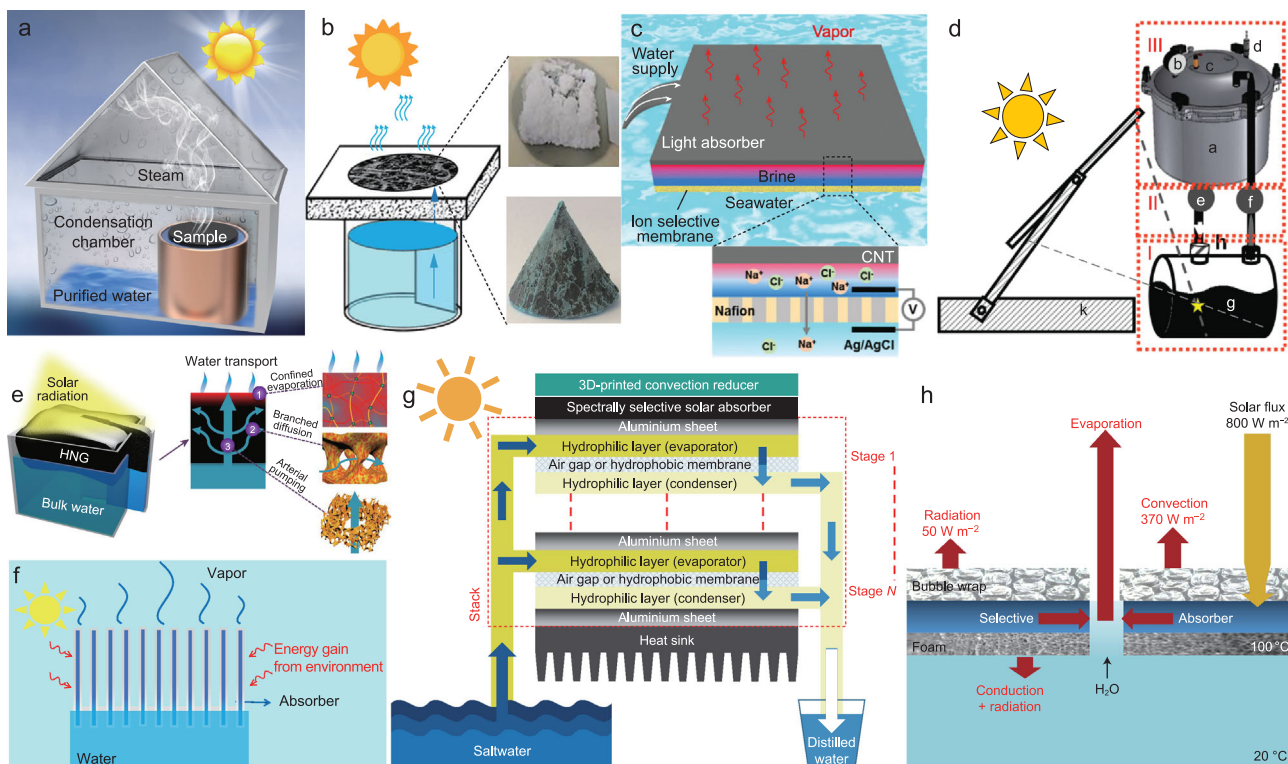 a
Steam
Condensation
chamber
Sample
Purified water
b
c
Vapor
Water
supply
Light absorber
Brine
Seawater
Ion selective
membrane
CNT
Na+
Cl-
Na+
Cl-
Na+
Cl-
Nafion
V
Cl-
Na+
Ag/AgCl
d
III
b
c
d
a
II
e
f
I
h
g
k
e
Solar
radiation
HNG
Bulk water
Water transport
Confined
evaporation
1
Branched
diffusion
2
Arterial
pumping
3
f
Vapor
Energy gain
from environment
Absorber
Water
g
3D-printed convection reducer
Spectrally selective solar absorber
Aluminium sheet
Hydrophilic layer (evaporator)
Air gap or hydrophobic membrane
Hydrophilic layer (condenser)
Stage 1
Aluminium sheet
Hydrophilic layer (evaporator)
Air gap or hydrophobic membrane
Hydrophilic layer (condenser)
Stage N
Aluminium sheet
Stack
Heat sink
Saltwater
Distilled
water
h
Evaporation
Solar flux
800 W m−2
Radiation
50 W m−2
Convection
370 W m−2
Bubble wrap
Selective
Absorber
Foam
100°C
Conduction
+ radiation
H2O
20 °C